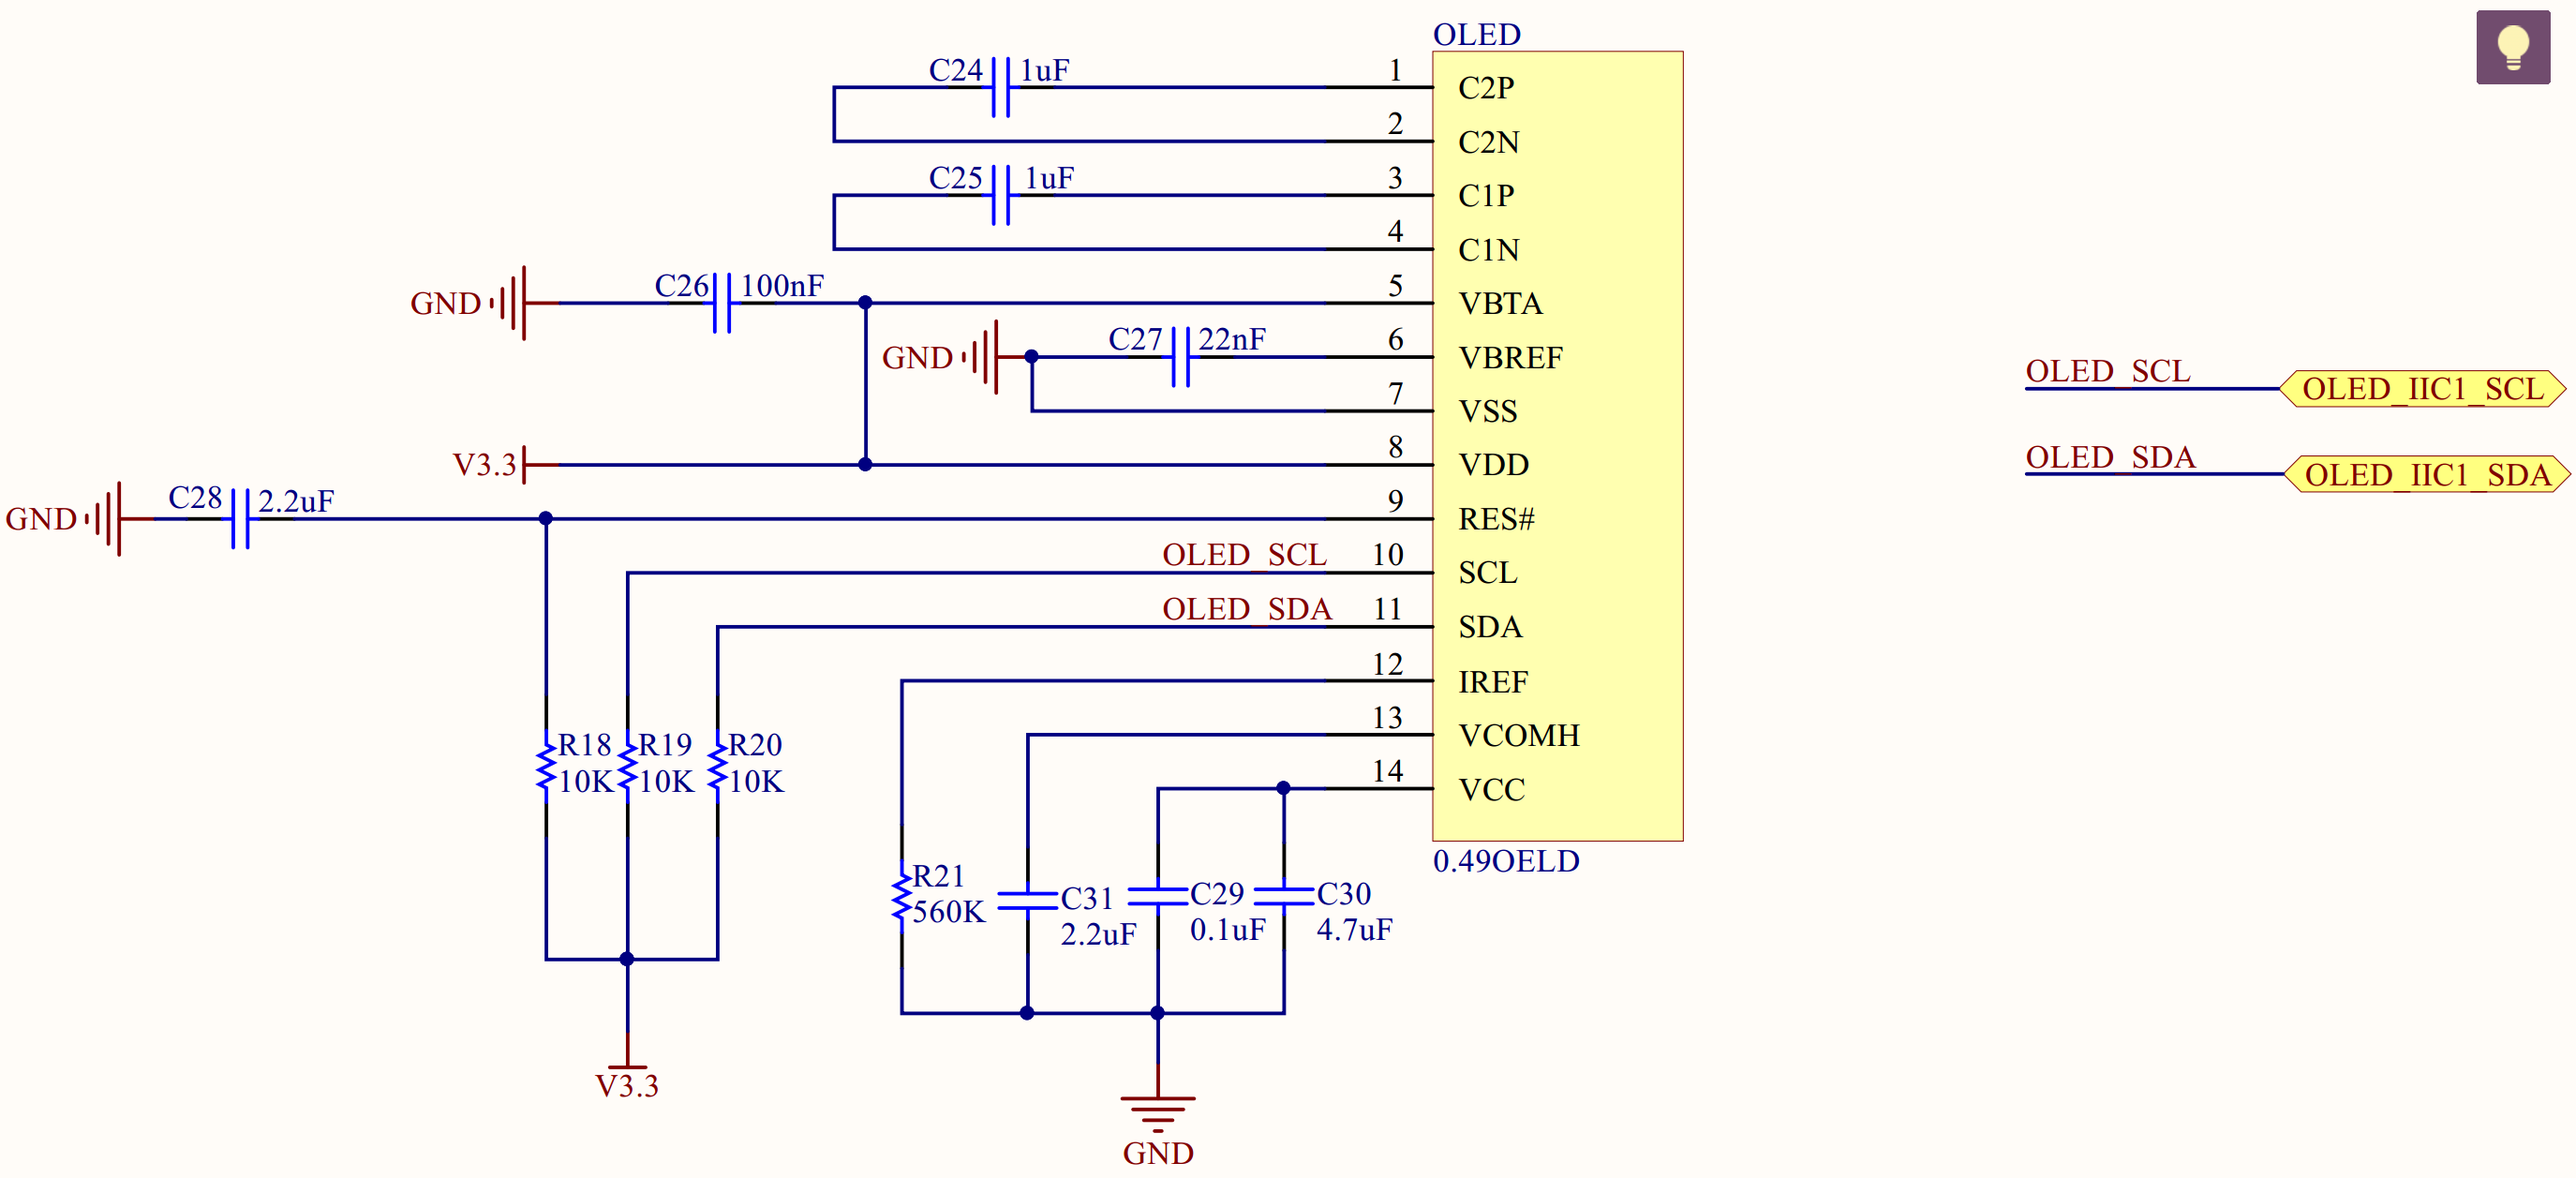 OLED
C24 1uF
1
C2P
2
C2N
C25 1uF
3
C1P
4
C1N
GND
C26 100nF
5
VBTA
GND
C27 22nF
6
VBREF
7
VSS
V3.3
8
VDD
GND
C28 2.2uF
9
RES#
OLED_SCL
10
SCL
OLED_SDA
11
SDA
12
IREF
13
VCOMH
14
VCC
0.49OELD
R18
10K
R19
10K
R20
10K
V3.3
R21
560K
C31
2.2uF
C29
0.1uF
C30
4.7uF
GND
OLED_SCL
OLED_IIC1_SCL
OLED_SDA
OLED_IIC1_SDA